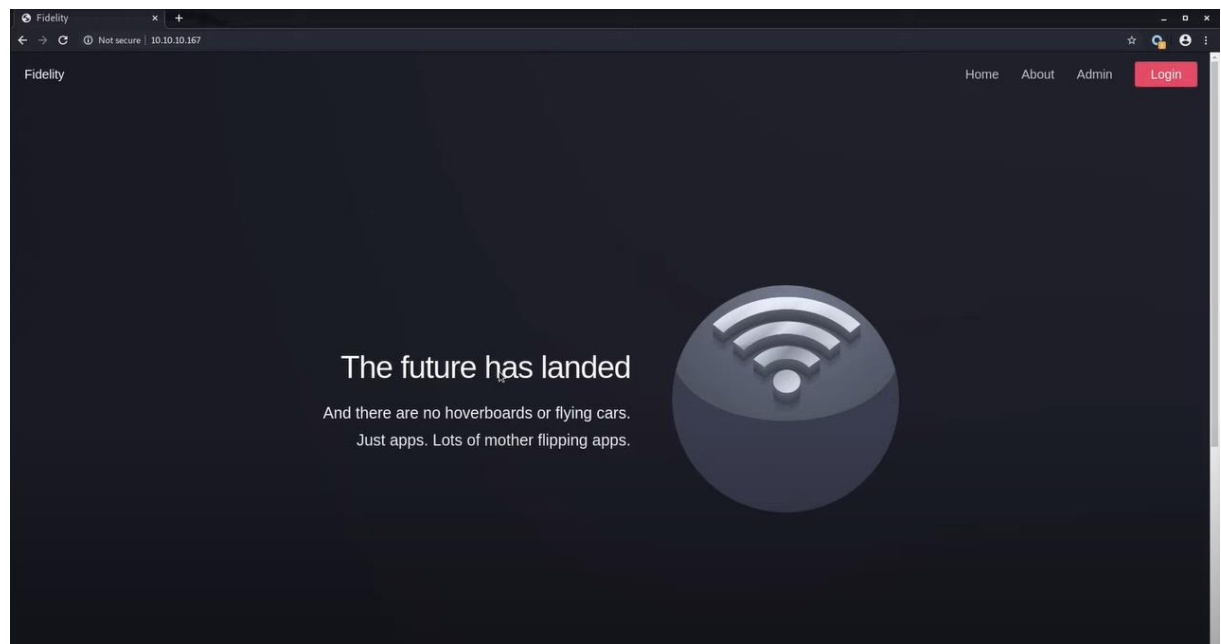 Fidelity
Not secure | 10.10.10.167
Fidelity
Home About Admin Login
The future has landed
And there are no hoverboards or flying cars.
Just apps. Lots of mother flipping apps.